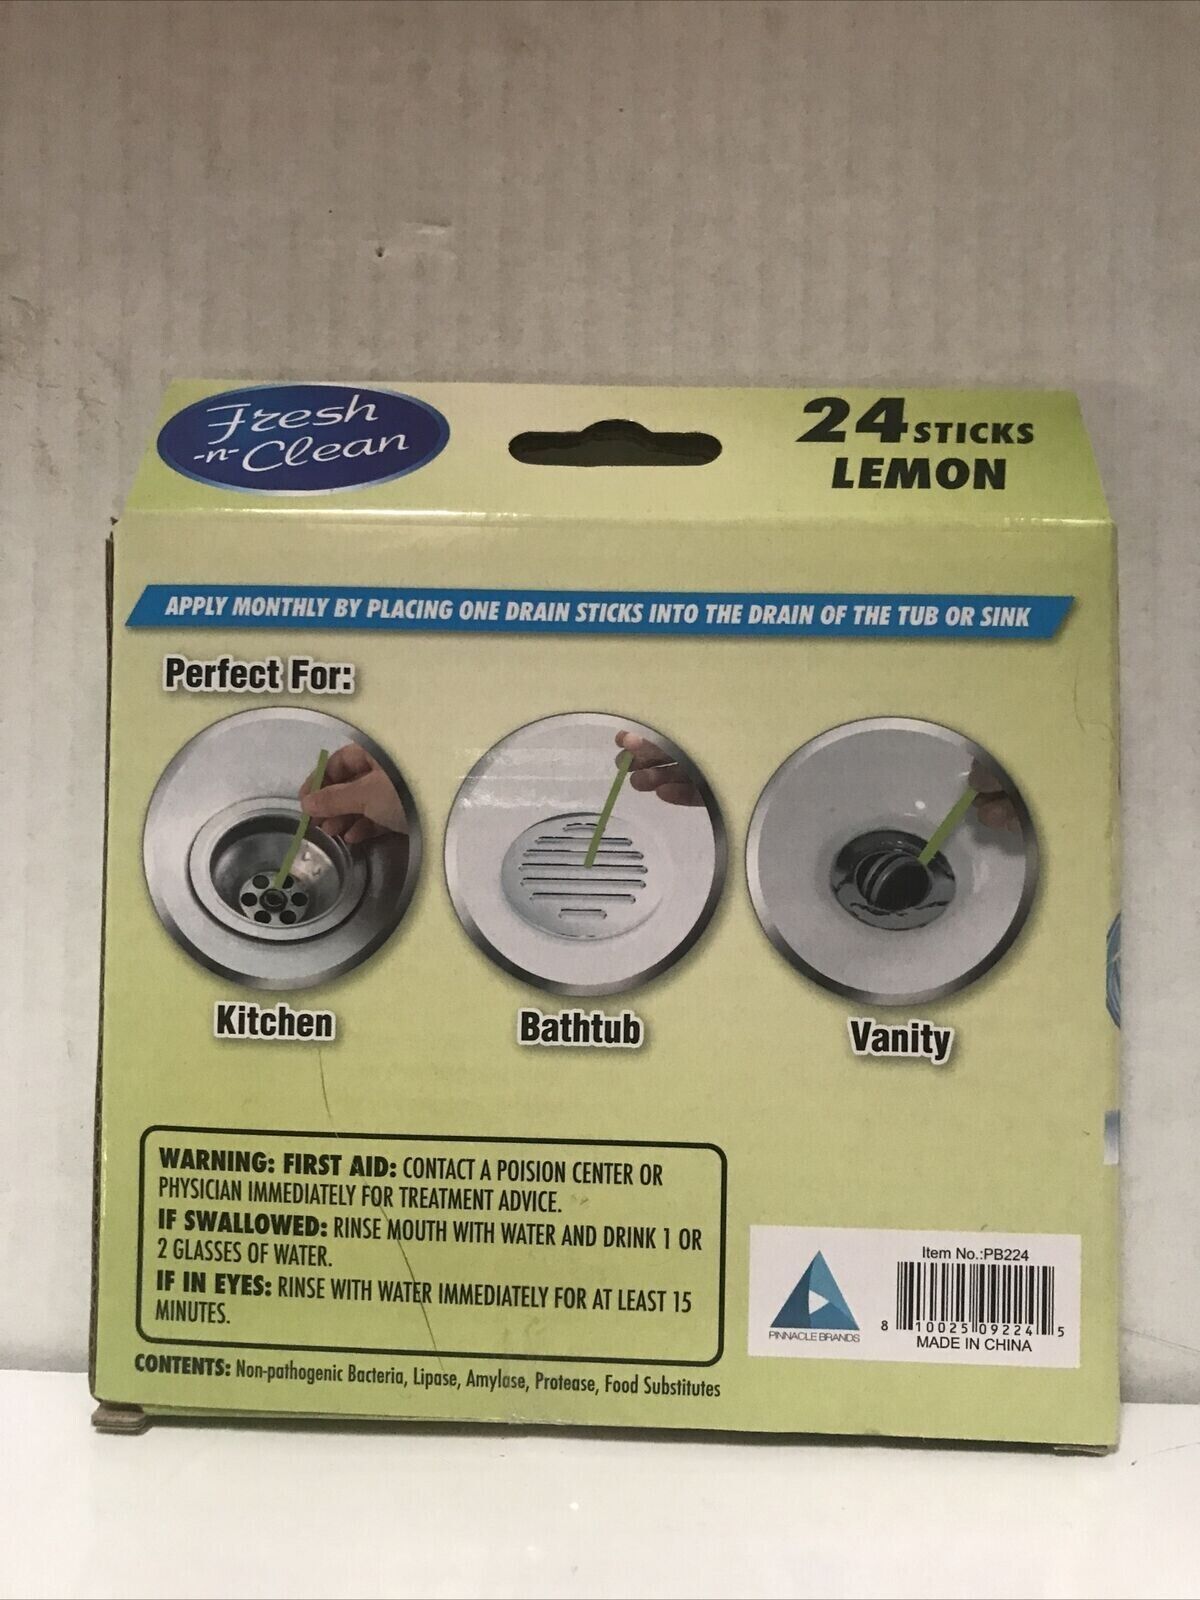 Fresh
-n- Clean
24 STICKS
LEMON
APPLY MONTHLY BY PLACING ONE DRAIN STICKS INTO THE DRAIN OF THE TUB OR SINK
Perfect For:
Kitchen
Bathtub
Vanity
WARNING: FIRST AID: CONTACT A POISION CENTER OR
PHYSICIAN IMMEDIATELY FOR TREATMENT ADVICE.
IF SWALLOWED: RINSE MOUTH WITH WATER AND DRINK 1 OR
2 GLASSES OF WATER.
IF IN EYES: RINSE WITH WATER IMMEDIATELY FOR AT LEAST 15
MINUTES.
CONTENTS: Non-pathogenic Bacteria, Lipase, Amylase, Protease, Food Substitutes
PINNACLE BRANDS
Item No.:PB224
8 10025 09224 5
MADE IN CHINA